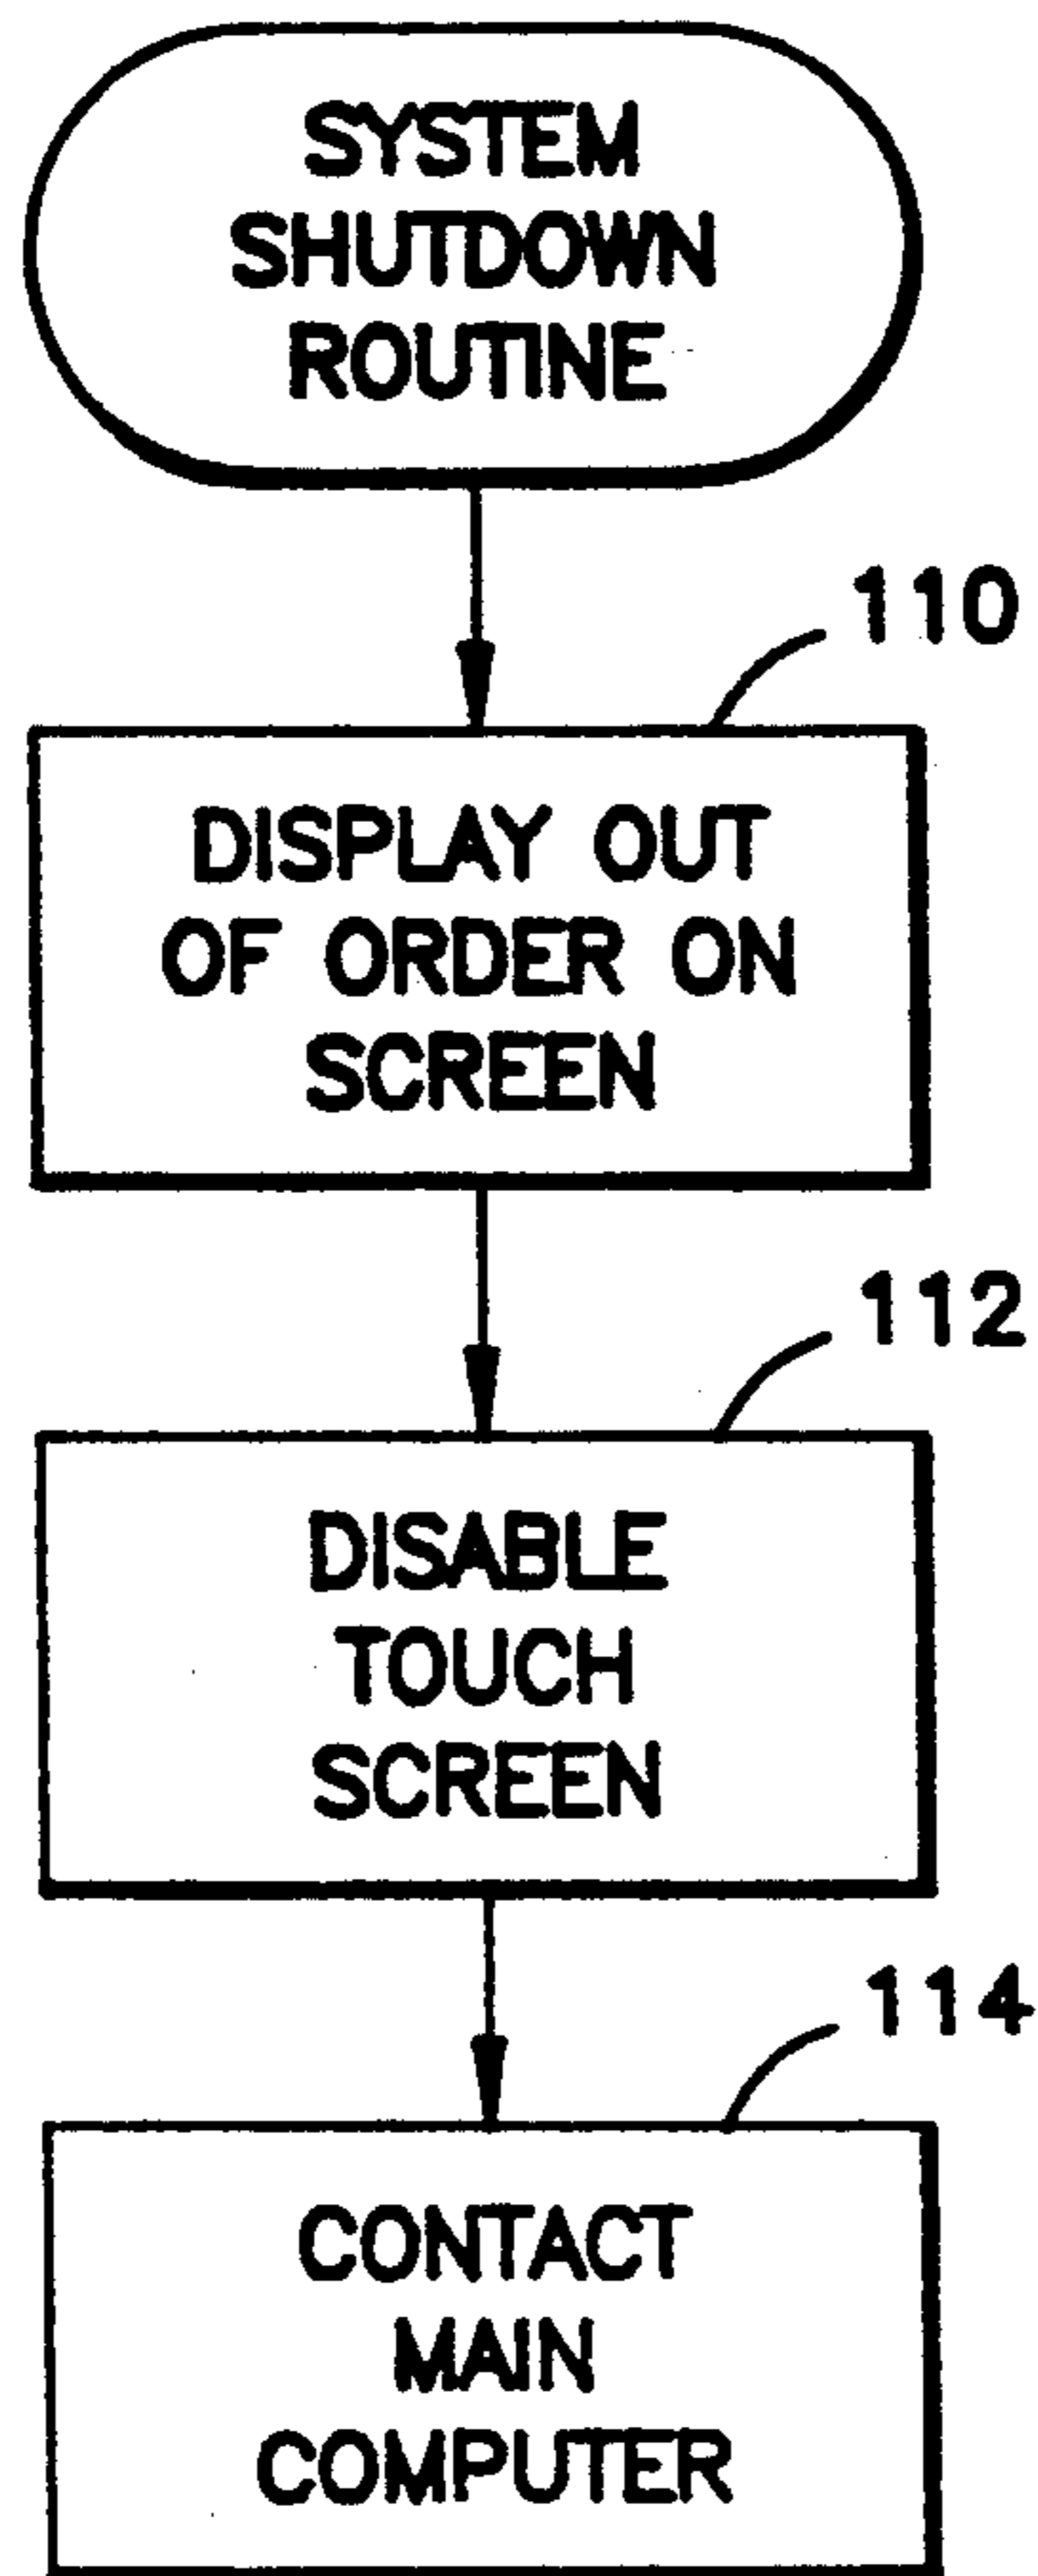 SYSTEM
SHUTDOWN
ROUTINE
110
DISPLAY OUT
OF ORDER ON
SCREEN
112
DISABLE
TOUCH
SCREEN
114
CONTACT
MAIN
COMPUTER